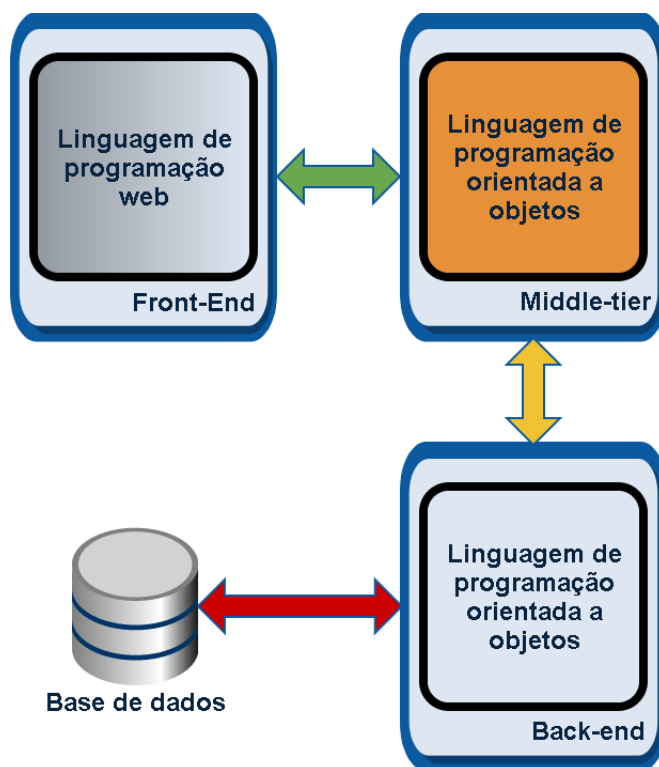 Linguagem de
programação
web
Front-End
Linguagem de
programação
orientada a
objetos
Middle-tier
Linguagem de
programação
orientada a
objetos
Back-end
Base de dados